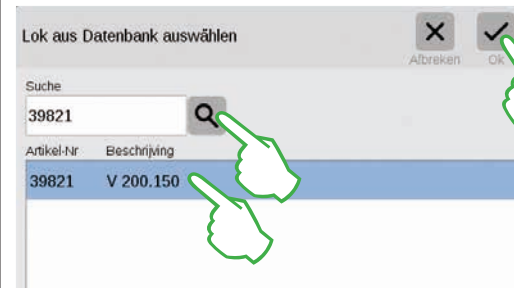 Lok aus Datenbank auswählen
Afbreken Ok
Suche
39821
Artikel-Nr Beschrijving
39821 V 200.150